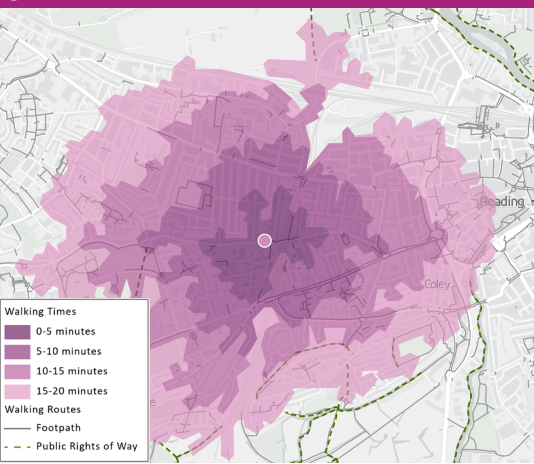 Reading
Coley
Walking Times
0-5 minutes
5-10 minutes
10-15 minutes
15-20 minutes
Walking Routes
Footpath
Public Rights of Way
e